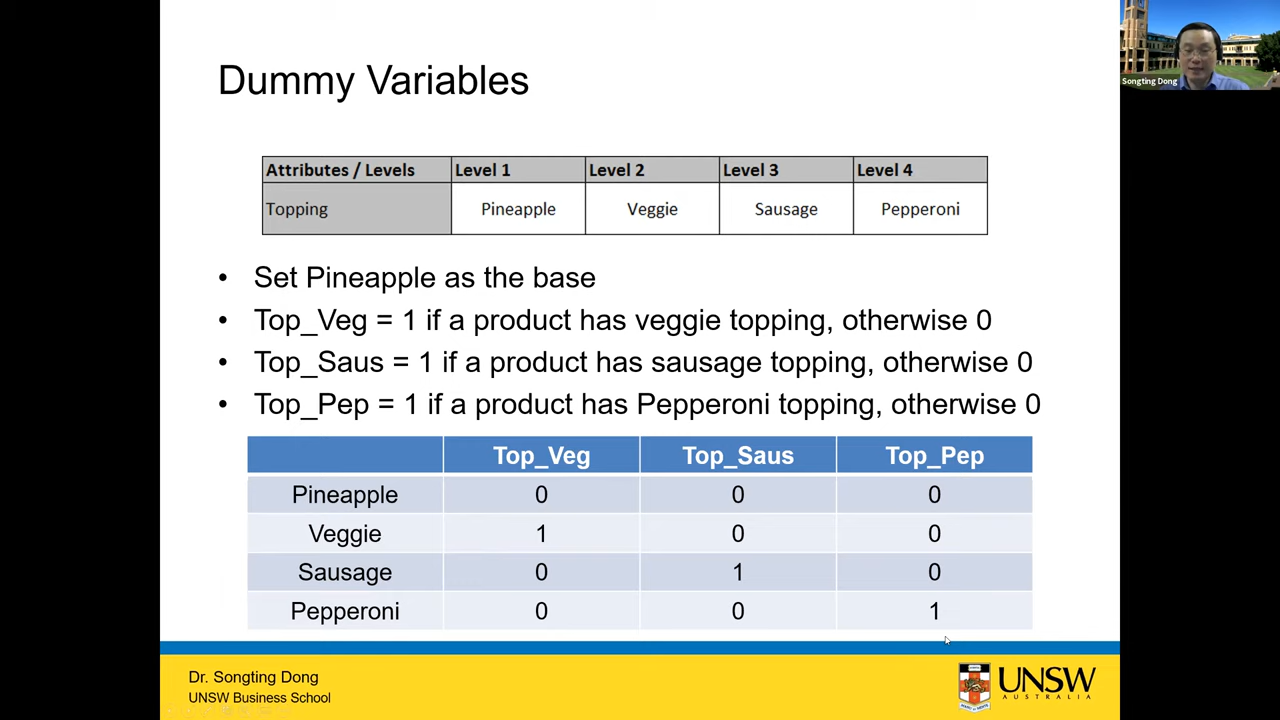 Songting Dong
Dummy Variables
Attributes / Levels Level 1 Level 2 Level 3 Level 4
Topping Pineapple Veggie Sausage Pepperoni
• Set Pineapple as the base
• Top_Veg = 1 if a product has veggie topping, otherwise 0
• Top_Saus = 1 if a product has sausage topping, otherwise 0
• Top_Pep = 1 if a product has Pepperoni topping, otherwise 0
Top_Veg Top_Saus Top_Pep
Pineapple 0 0 0
Veggie 1 0 0
Sausage 0 1 0
Pepperoni 0 0 1
Dr. Songting Dong
UNSW Business School
UNSW
AUSTRALIA